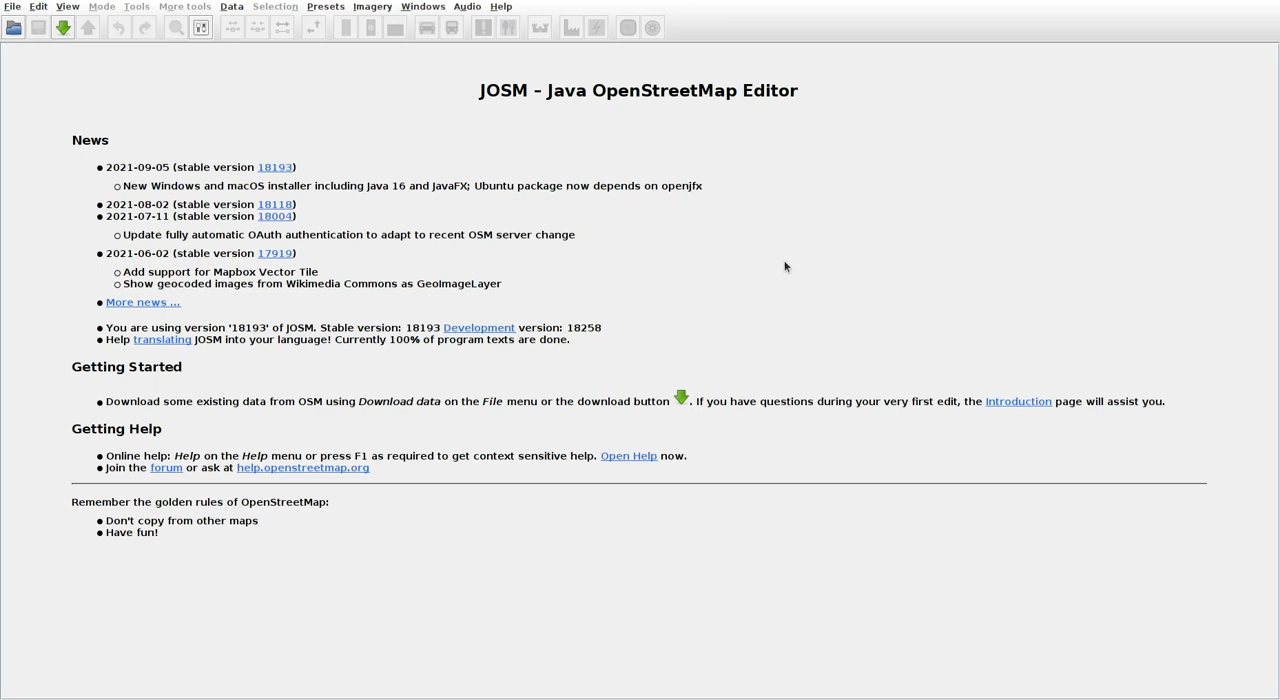 File Edit View Mode Tools More tools Data Selection Presets Imagery Windows Audio Help
JOSM – Java OpenStreetMap Editor
News
2021-09-05 (stable version 18193)
New Windows and macOS installer including Java 16 and JavaFX; Ubuntu package now depends on openjfx
2021-08-02 (stable version 18118)
2021-07-11 (stable version 18004)
Update fully automatic OAuth authentication to adapt to recent OSM server change
2021-06-02 (stable version 17919)
Add support for Mapbox Vector Tile
Show geocoded images from Wikimedia Commons as GeoImageLayer
More news ...
You are using version '18193' of JOSM. Stable version: 18193 Development version: 18258
Help translating JOSM into your language! Currently 100% of program texts are done.
Getting Started
Download some existing data from OSM using Download data on the File menu or the download button . If you have questions during your very first edit, the Introduction page will assist you.
Getting Help
Online help: Help on the Help menu or press F1 as required to get context sensitive help. Open Help now.
Join the forum or ask at help.openstreetmap.org
Remember the golden rules of OpenStreetMap:
Don't copy from other maps
Have fun!